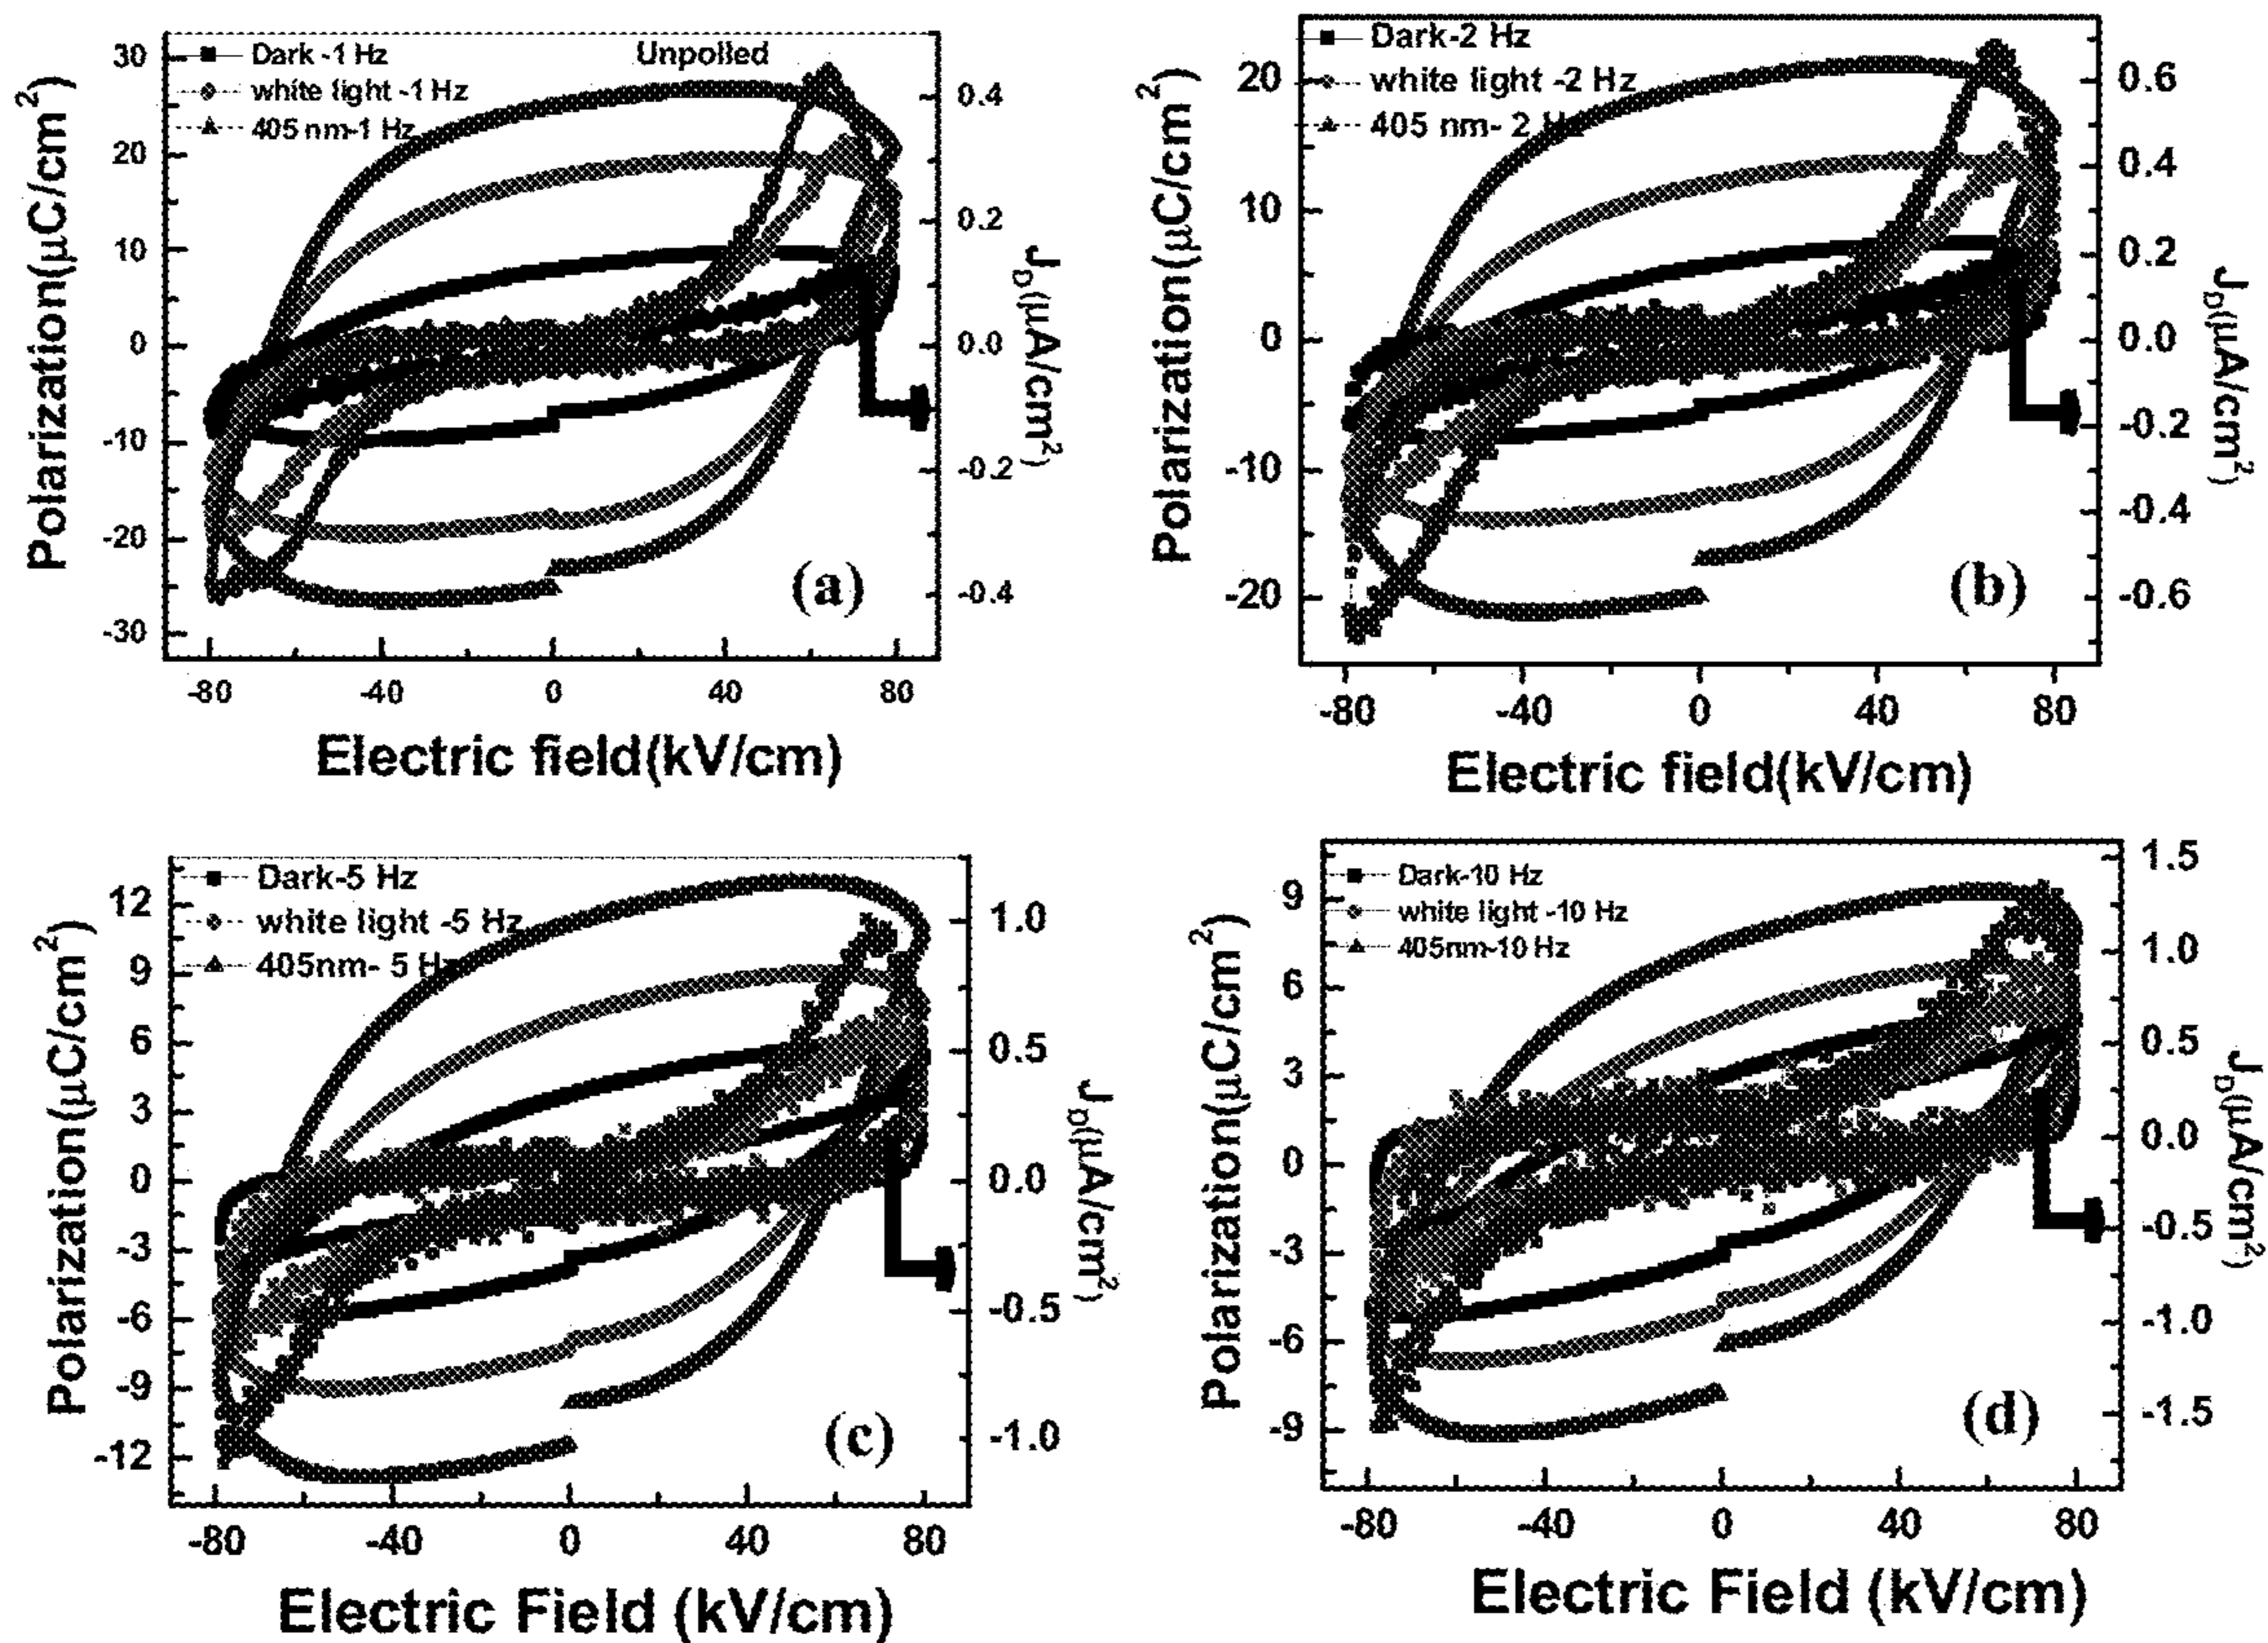 Dark -1 Hz
Unpolled
white light -1 Hz
405 nm-1 Hz
30
20
10
0
-10
-20
-30
Polarization(μC/cm²)
0.4
0.2
0.0
-0.2
-0.4
J_D(μA/cm²)
(a)
-80 -40 0 40 80
Electric field(kV/cm)
Dark-2 Hz
white light -2 Hz
405 nm- 2 Hz
20
10
0
-10
-20
Polarization(μC/cm²)
0.6
0.4
0.2
0.0
-0.2
-0.4
-0.6
J_D(μA/cm²)
(b)
-80 -40 0 40 80
Electric field(kV/cm)
Dark-5 Hz
white light -5 Hz
405nm- 5 Hz
12
9
6
3
0
-3
-6
-9
-12
Polarization(μC/cm²)
1.0
0.5
0.0
-0.5
-1.0
J_D(μA/cm²)
(c)
-80 -40 0 40 80
Electric Field (kV/cm)
Dark-10 Hz
white light -10 Hz
405nm-10 Hz
9
6
3
0
-3
-6
-9
Polarization(μC/cm²)
1.5
1.0
0.5
0.0
-0.5
-1.0
-1.5
J_D(μA/cm²)
(d)
-80 -40 0 40 80
Electric Field (kV/cm)